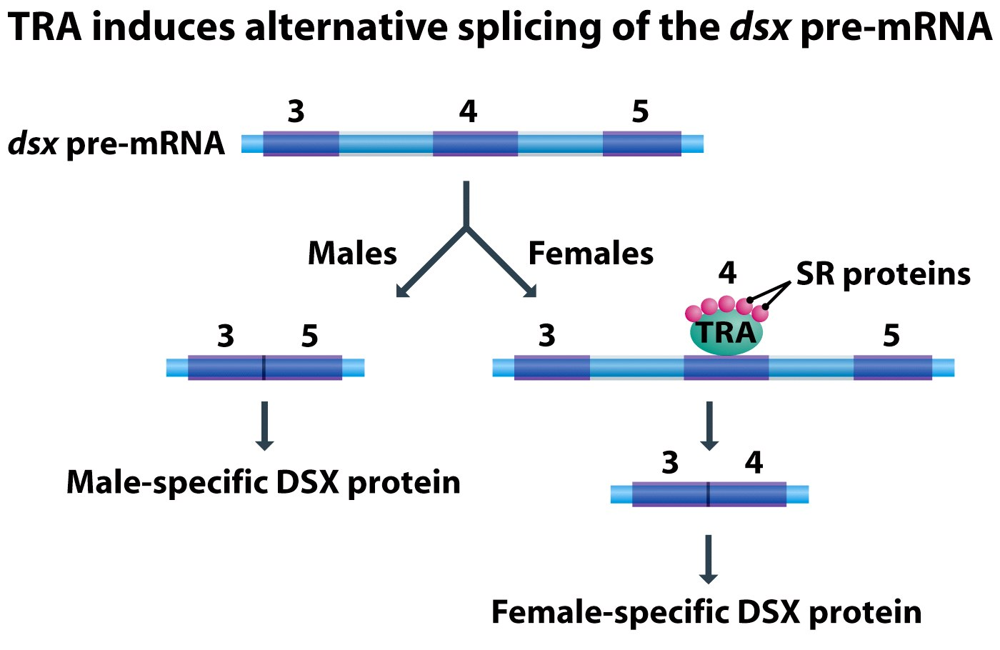 TRA induces alternative splicing of the dsx pre-mRNA
3 4 5
dsx pre-mRNA
Males Females
4 SR proteins
TRA
3 5
3 5
Male-specific DSX protein
3 4
Female-specific DSX protein